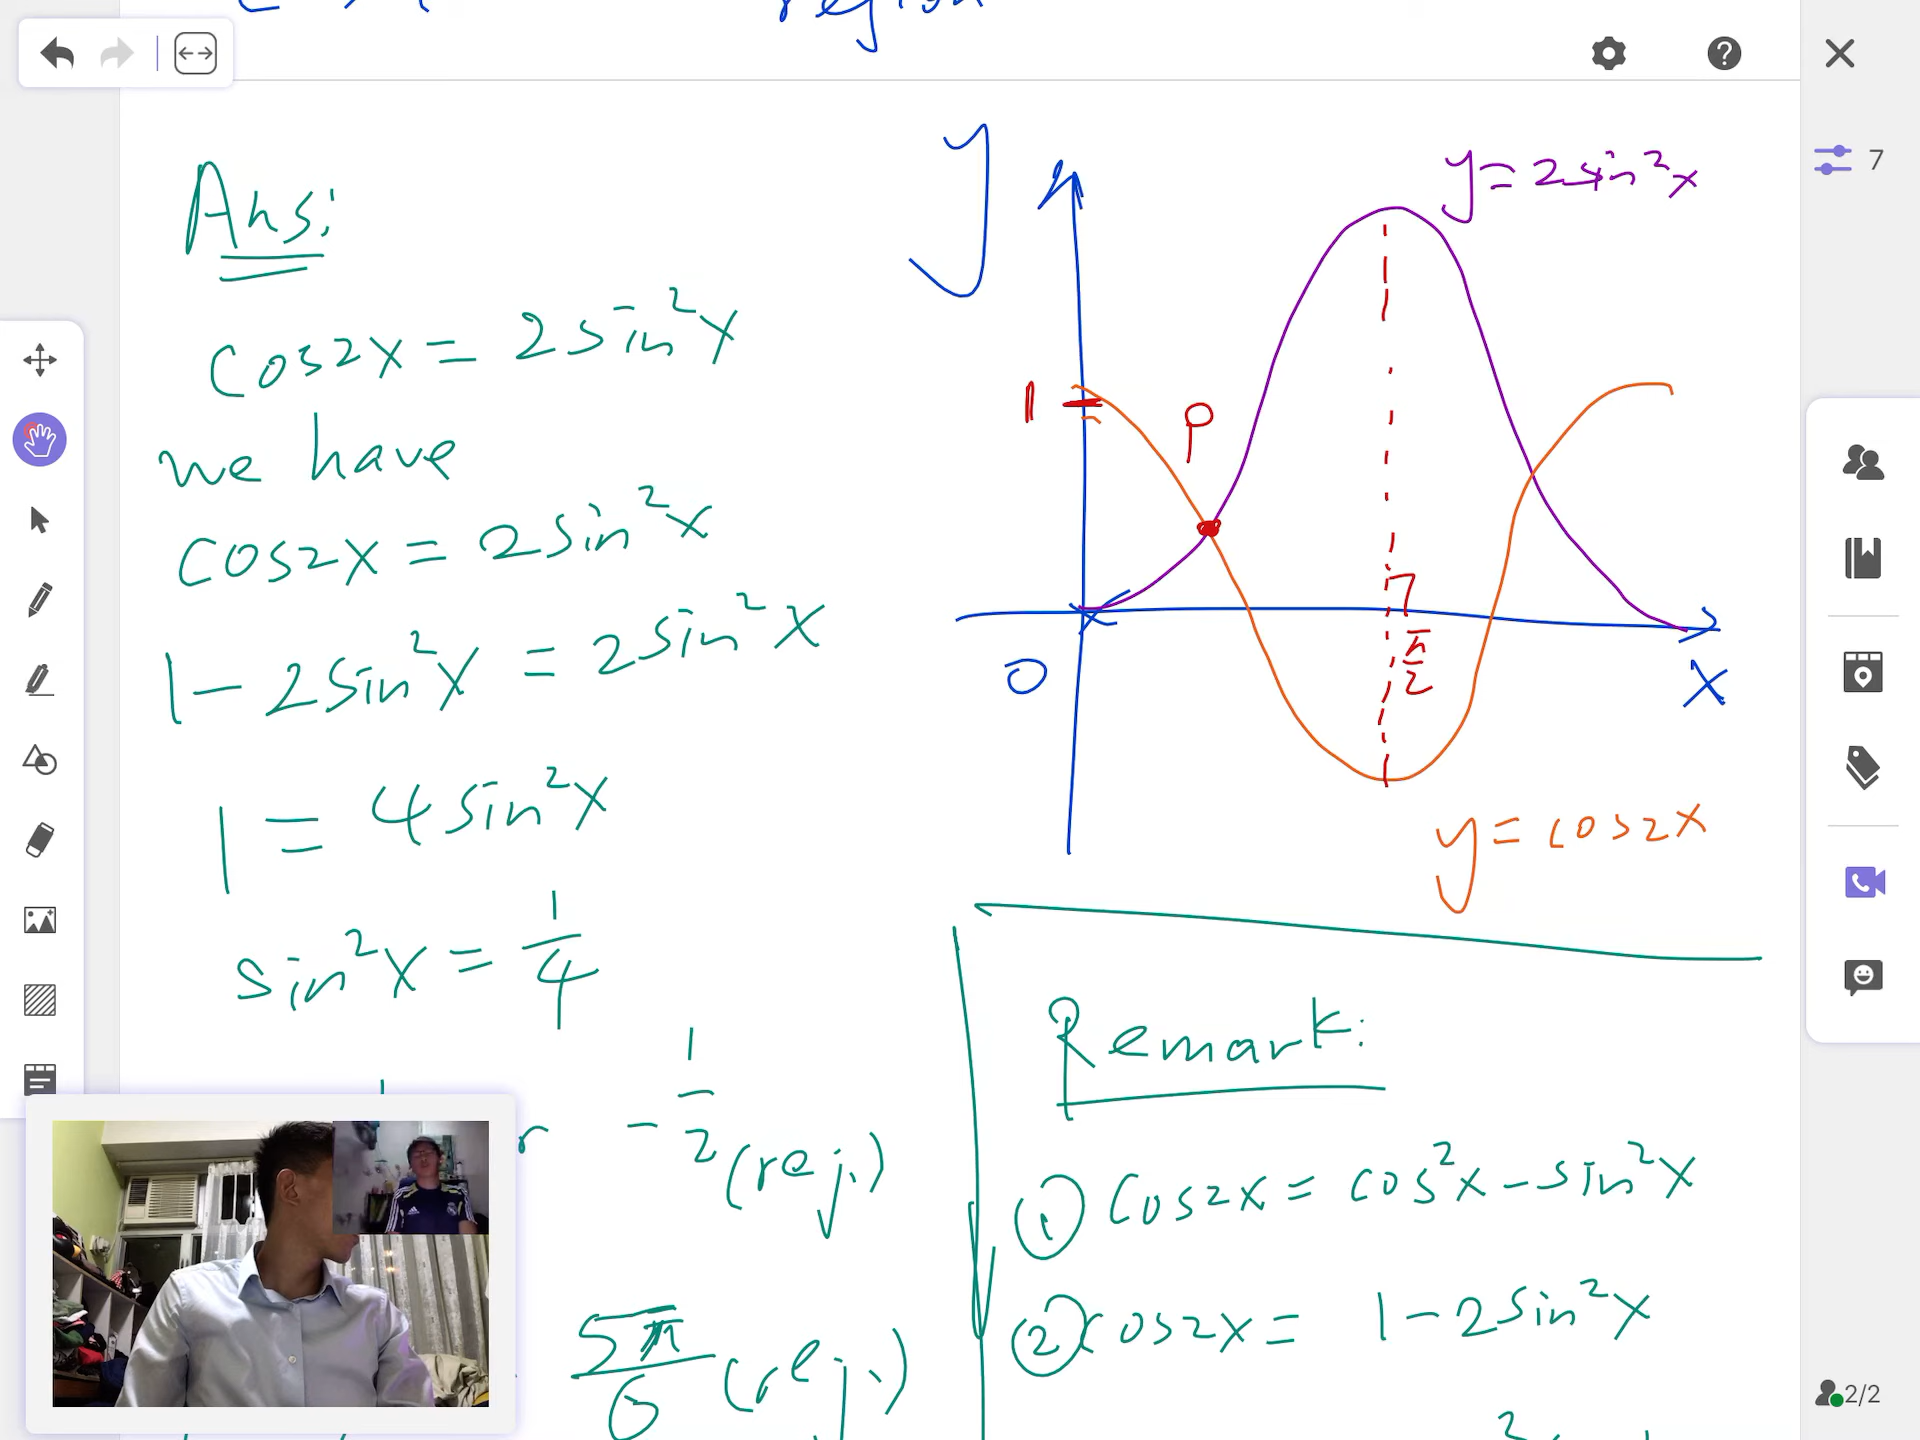 region
7
Ans:
cos2x = 2sin²x
we have
cos2x = 2sin²x
1 - 2sin²x = 2sin²x
1 = 4sin²x
sin²x = 1/4
r - 1/2 (rej.)
5π/6 (rej.)
y
y = 2sin²x
1
P
π/2
O
x
y = cos2x
Remark:
① cos2x = cos²x - sin²x
② cos2x = 1 - 2sin²x
2/2